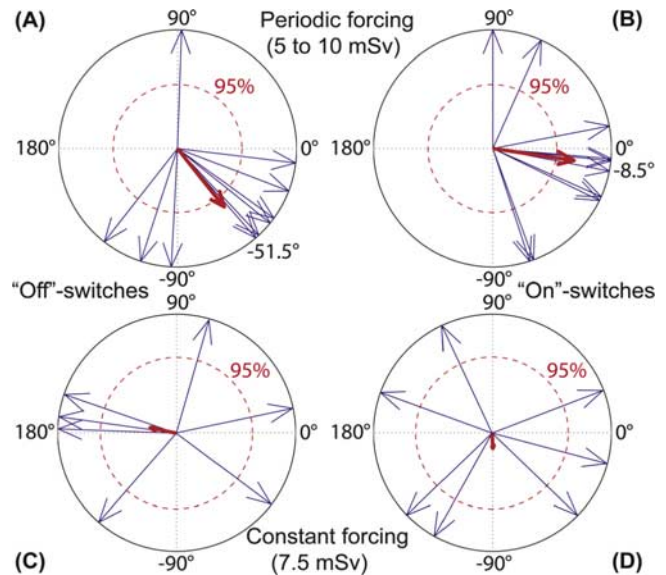 (A) 90° Periodic forcing 90° (B)
(5 to 10 mSv)
95% 95%
180° 0° 180° 0°
-8.5°
-51.5°
-90° -90°
"Off"-switches "On"-switches
90° 90°
95% 95%
180° 0° 180° 0°
-90° Constant forcing -90°
(C) (7.5 mSv) (D)